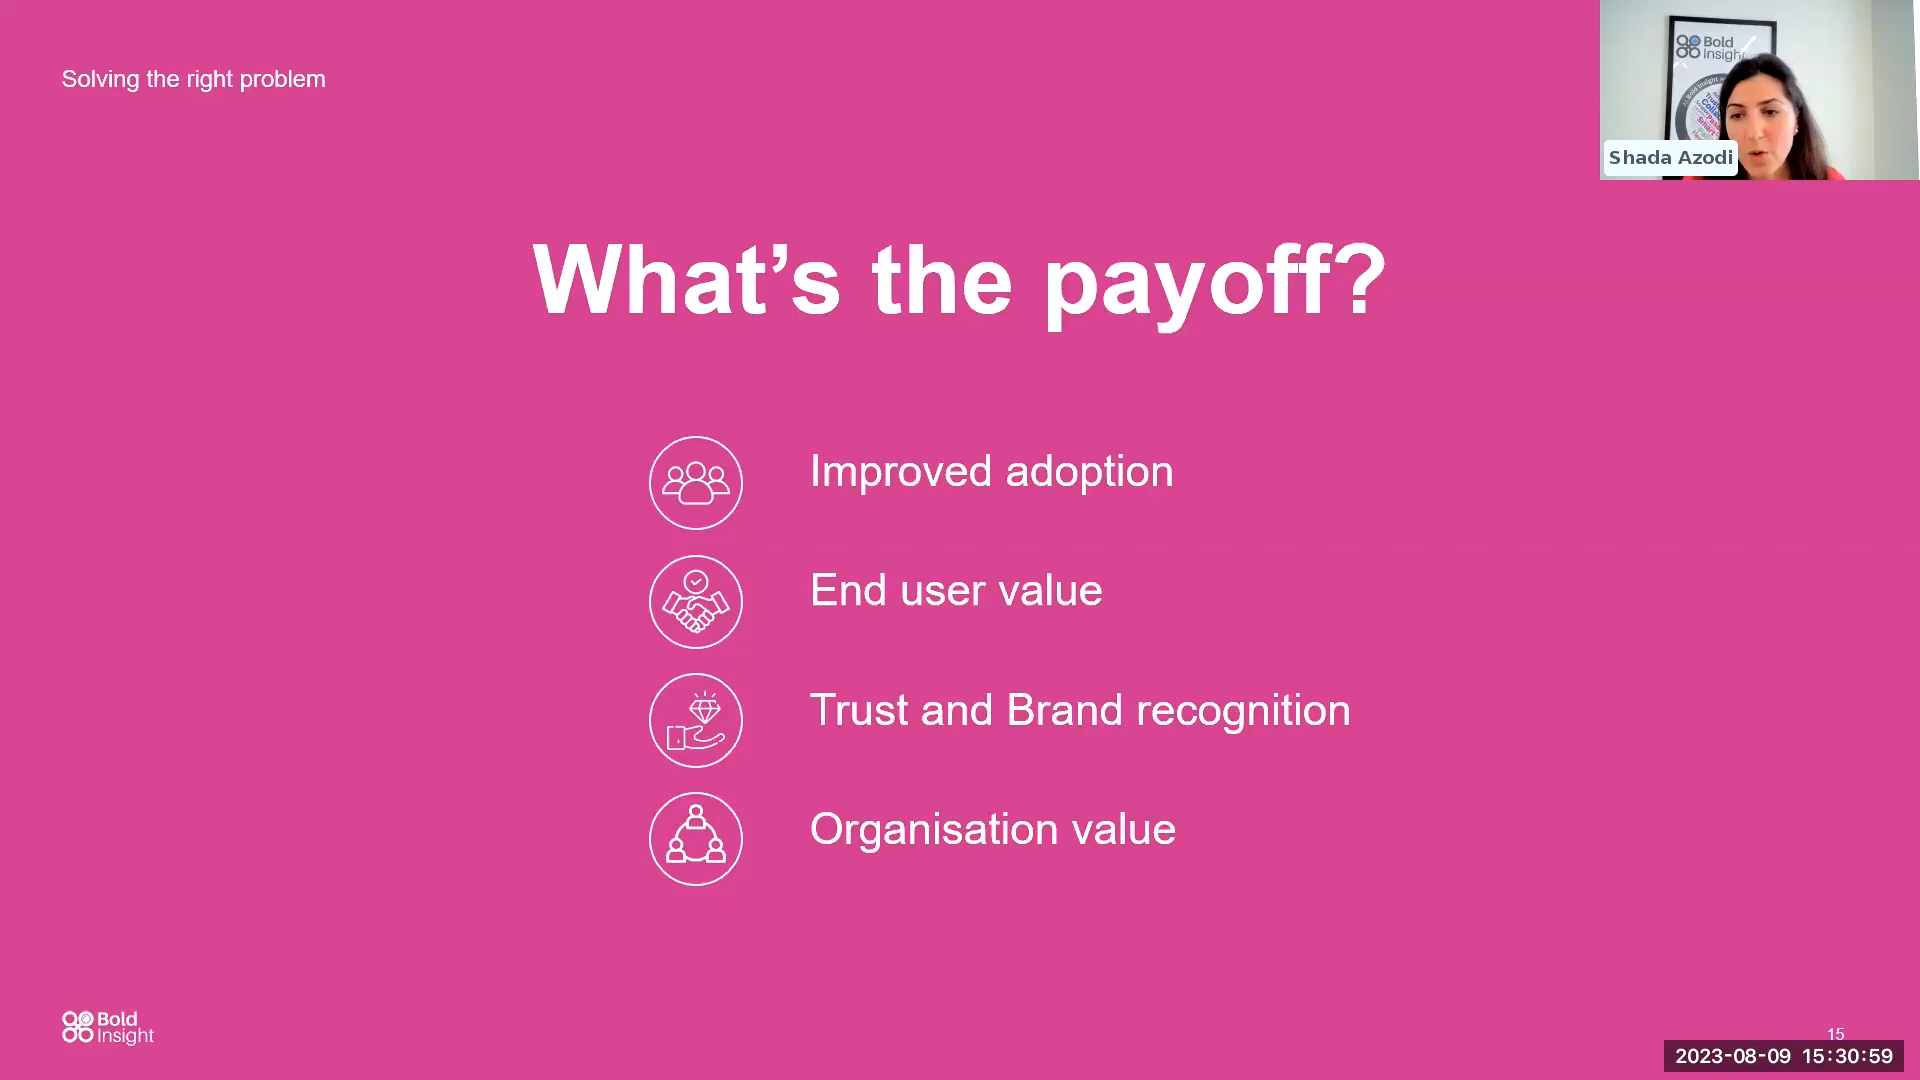 Solving the right problem
Bold
Insight
Shada Azodi
What's the payoff?
Improved adoption
End user value
Trust and Brand recognition
Organisation value
Bold
Insight
15
2023-08-09 15:30:59